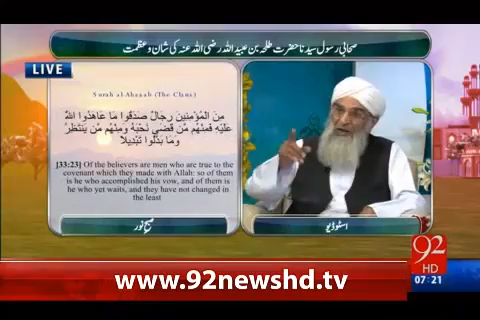 صحابی رسول سیدنا حضرت طلحہ بن عبید اللہ رضی اللہ عنہ کی شان و عظمت
LIVE
Surah al-Ahzab (The Clans)
مِنَ الْمُؤْمِنِينَ رِجَالٌ صَدَقُوا مَا عَاهَدُوا اللَّهَ
عَلَيْهِ فَمِنْهُم مَّن قَضَىٰ نَحْبَهُ وَمِنْهُم مَّن يَنتَظِرُ
وَمَا بَدَّلُوا تَبْدِيلًا
[33:23] Of the believers are men who are true to the
covenant which they made with Allah: so of them
is he who accomplished his vow, and of them is
he who yet waits, and they have not changed in
the least
صبح نور
اسٹوڈیو
92
HD
07:21
www.92newshd.tv